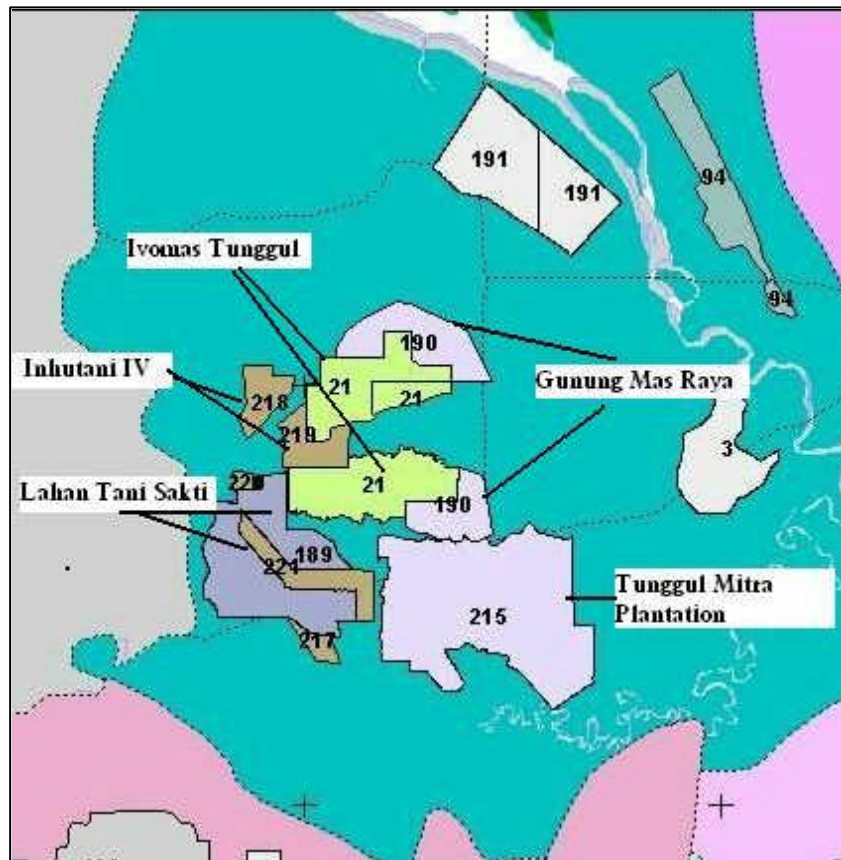 191
191
94
94
Ivomas Tunggul
190
Inhutani IV
21
21
218
Gunung Mas Raya
219
3
21
190
Lahan Tani Sakti
189
221
Tunggul Mitra
Plantation
215
217